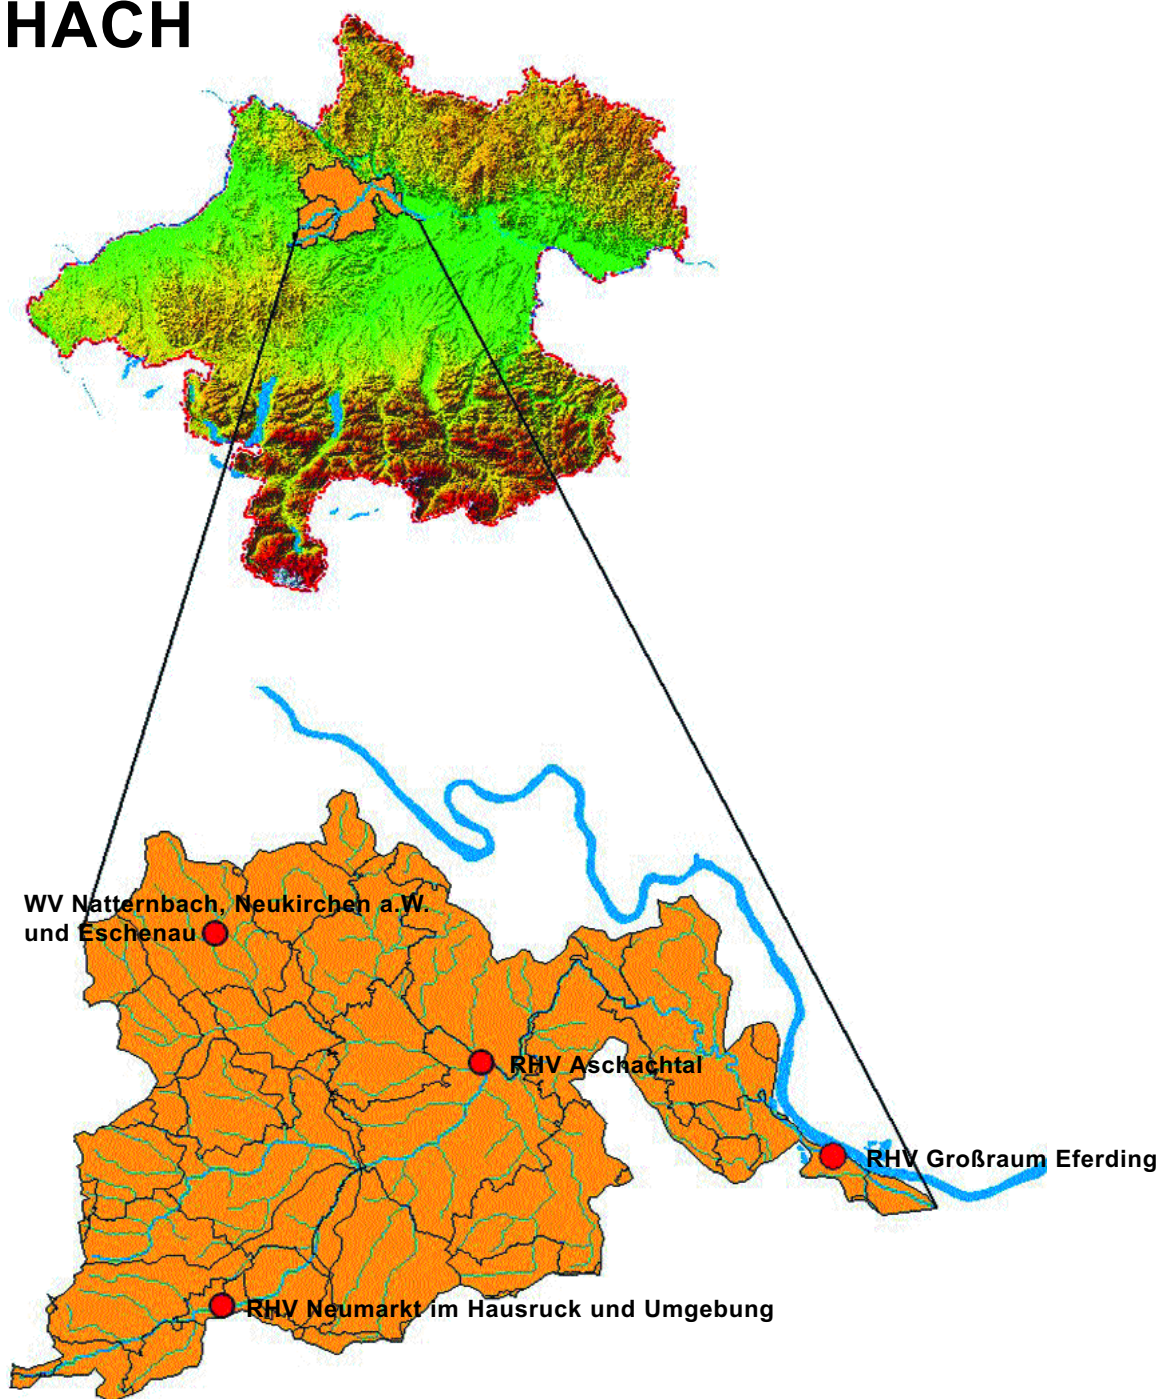 HACH
WV Natternbach, Neukirchen a.W.
und Eschenau
RHV Aschachtal
RHV Großraum Eferding
RHV Neumarkt im Hausruck und Umgebung